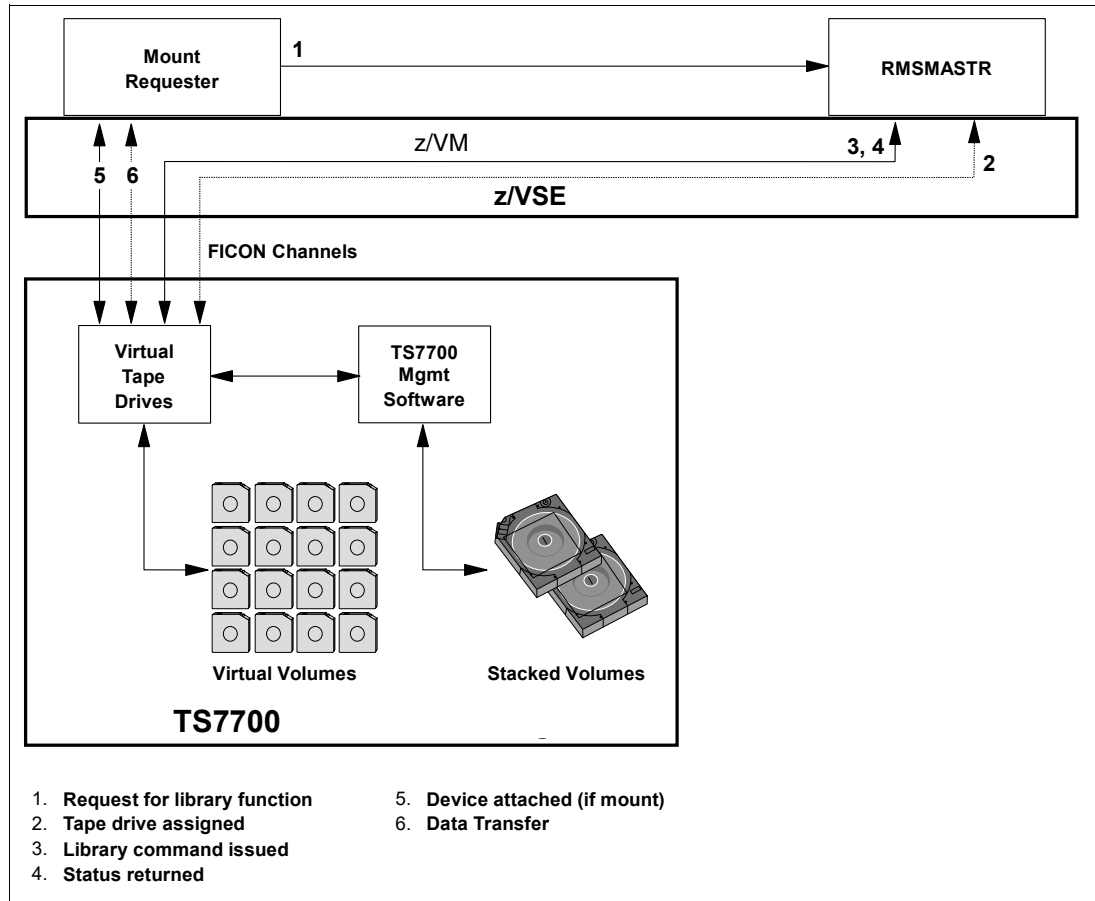 Mount
Requester
1
RMSMASTR
z/VM
3, 4
2
5
6
z/VSE
FICON Channels
Virtual
Tape
Drives
TS7700
Mgmt
Software
Virtual Volumes
Stacked Volumes
TS7700
1. Request for library function
2. Tape drive assigned
3. Library command issued
4. Status returned
5. Device attached (if mount)
6. Data Transfer